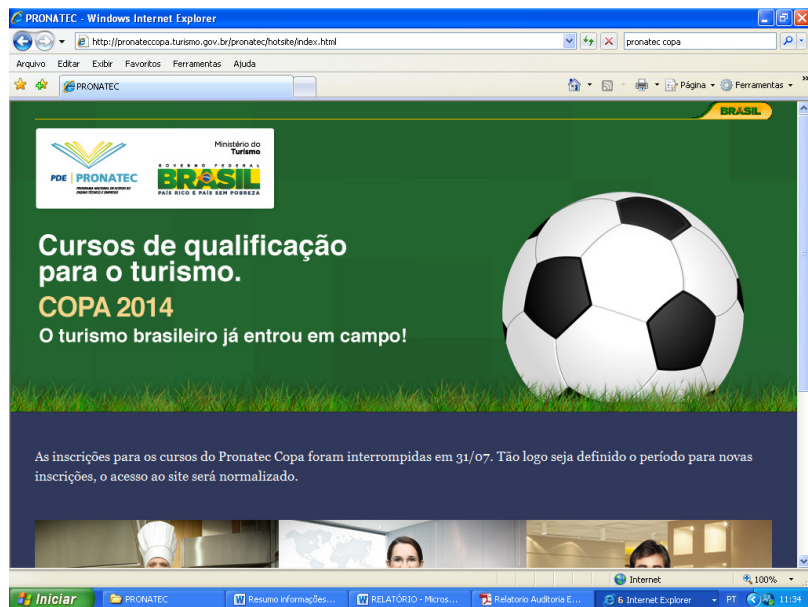 PRONATEC - Windows Internet Explorer
http://pronateccopa.turismo.gov.br/pronatec/hotsite/index.html
pronatec copa
Arquivo Editar Exibir Favoritos Ferramentas Ajuda
PRONATEC
Página
Ferramentas
BRASIL
PDE | PRONATEC
Ministério do
Turismo
GOVERNO FEDERAL
BRASIL
PAÍS RICO É PAÍS SEM POBREZA
Cursos de qualificação
para o turismo.
COPA 2014
O turismo brasileiro já entrou em campo!
As inscrições para os cursos do Pronatec Copa foram interrompidas em 31/07. Tão logo seja definido o período para novas
inscrições, o acesso ao site será normalizado.
Internet
100%
Iniciar
PRONATEC
Resumo informações...
RELATÓRIO - Micros...
Relatorio Auditoria E...
6 Internet Explorer
PT
11:34